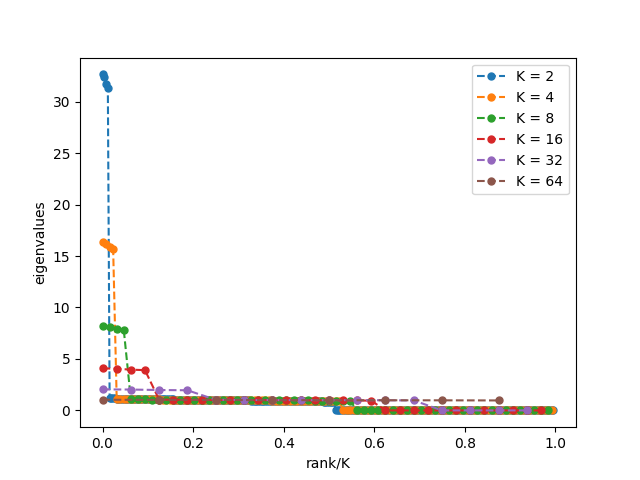 K = 2
K = 4
K = 8
K = 16
K = 32
K = 64
eigenvalues
30
25
20
15
10
5
0
0.0 0.2 0.4 0.6 0.8 1.0
rank/K